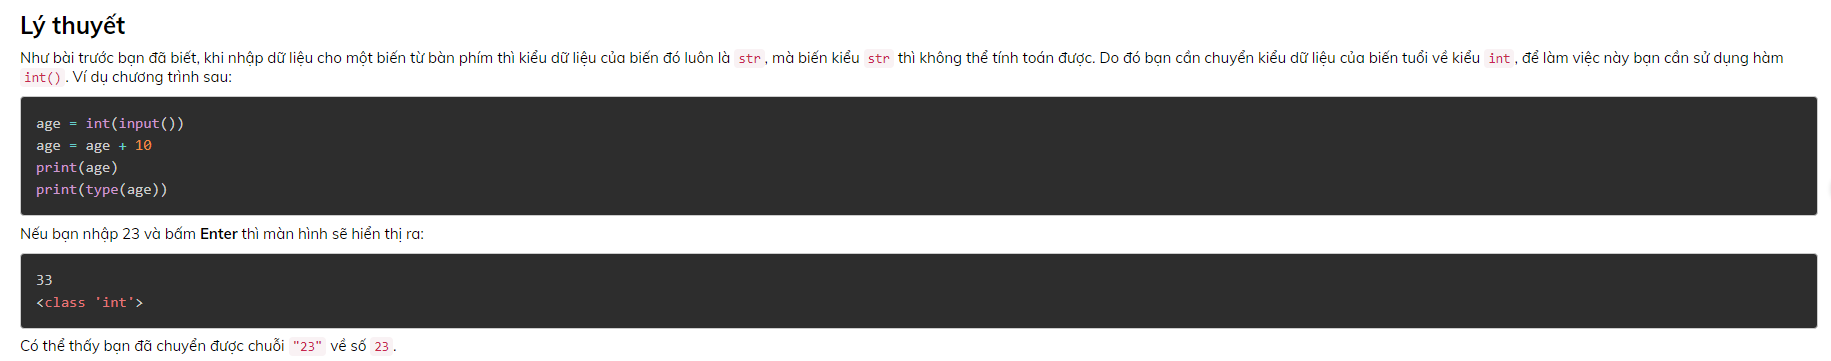 Lý thuyết
Như bài trước bạn đã biết, khi nhập dữ liệu cho một biến từ bàn phím thì kiểu dữ liệu của biến đó luôn là str, mà biến kiểu str thì không thể tính toán được. Do đó bạn cần chuyển kiểu dữ liệu của biến tuổi về kiểu int, để làm việc này bạn cần sử dụng hàm
int(). Ví dụ chương trình sau:
age = int(input())
age = age + 10
print(age)
print(type(age))
Nếu bạn nhập 23 và bấm Enter thì màn hình sẽ hiển thị ra:
33
<class 'int'>
Có thể thấy bạn đã chuyển được chuỗi "23" về số 23.